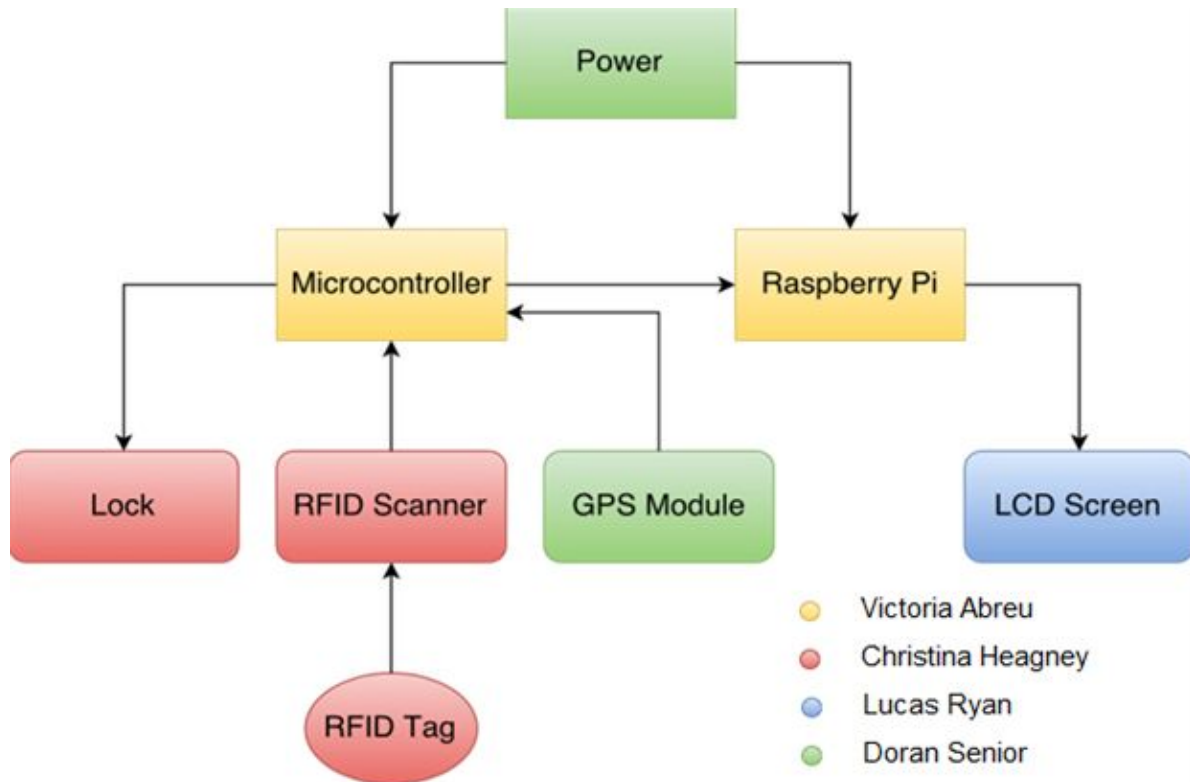 Power
Microcontroller
Raspberry Pi
Lock
RFID Scanner
GPS Module
LCD Screen
RFID Tag
Victoria Abreu
Christina Heagney
Lucas Ryan
Doran Senior